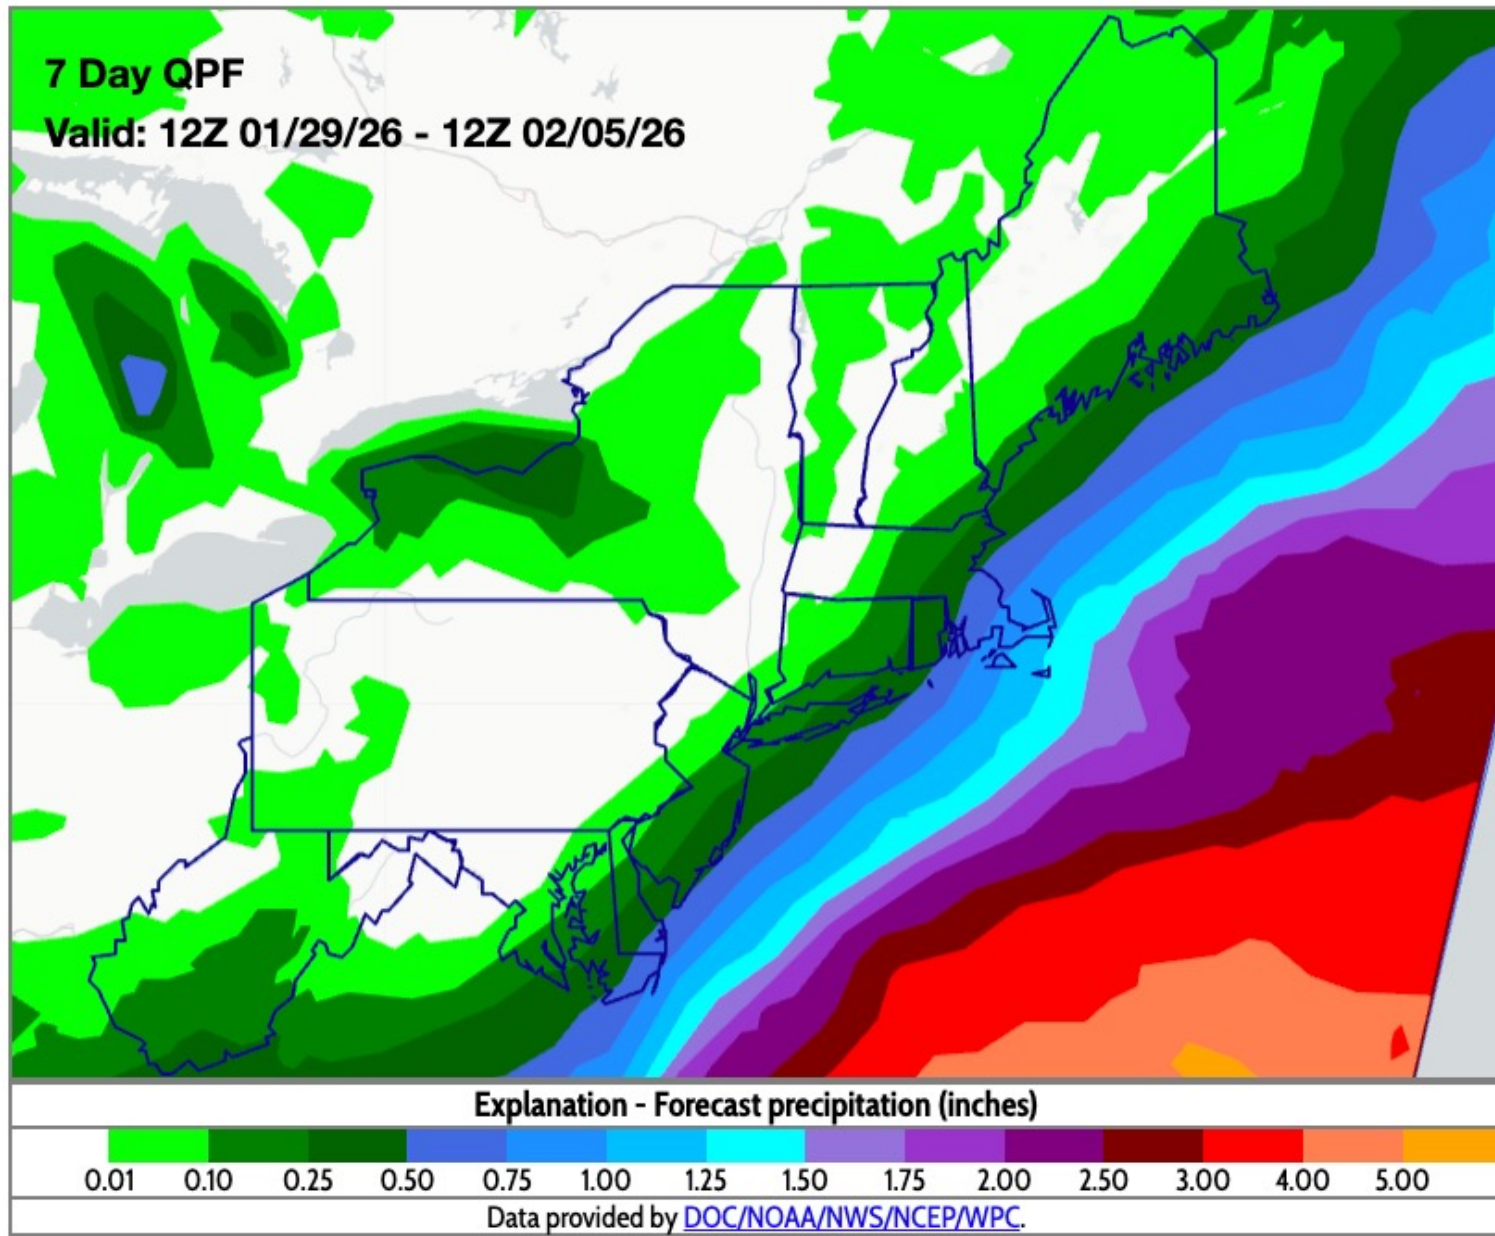 7 Day QPF
Valid: 12Z 01/29/26 - 12Z 02/05/26
Explanation - Forecast precipitation (inches)
0.01 0.10 0.25 0.50 0.75 1.00 1.25 1.50 1.75 2.00 2.50 3.00 4.00 5.00
Data provided by DOC/NOAA/NWS/NCEP/WPC.